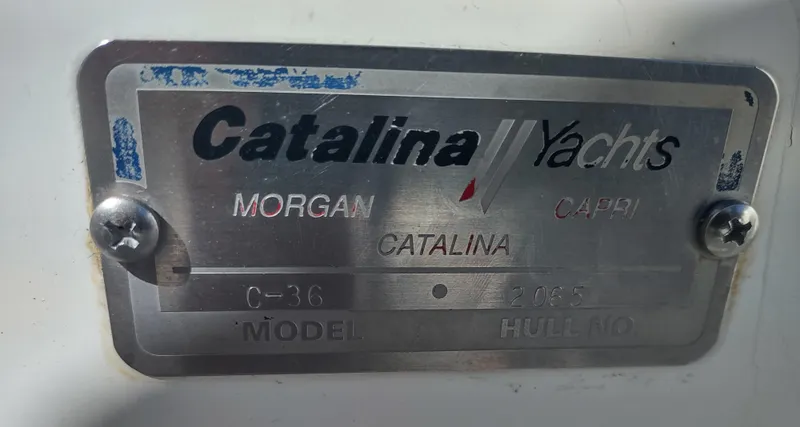 Catalina Yachts
MORGAN CAPRI
CATALINA
C-36 • 2065
MODEL HULL NO.